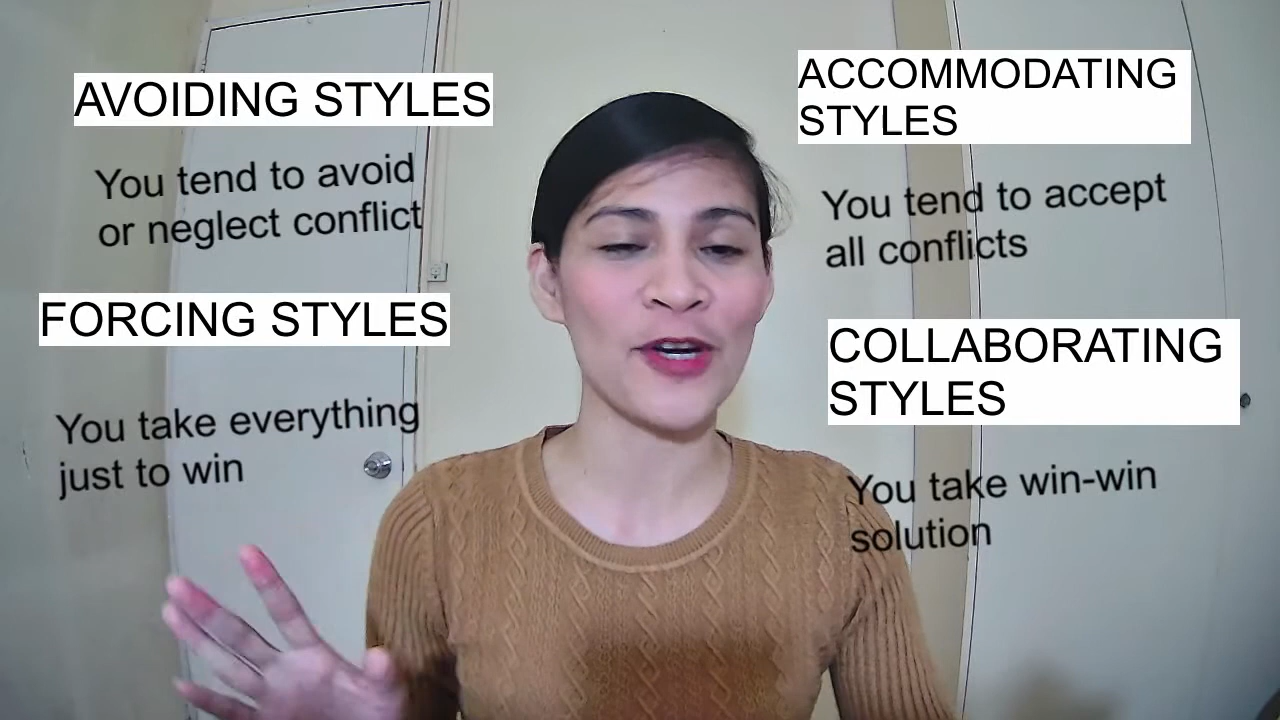 AVOIDING STYLES
You tend to avoid
or neglect conflict
FORCING STYLES
You take everything
just to win
ACCOMMODATING
STYLES
You tend to accept
all conflicts
COLLABORATING
STYLES
You take win-win
solution